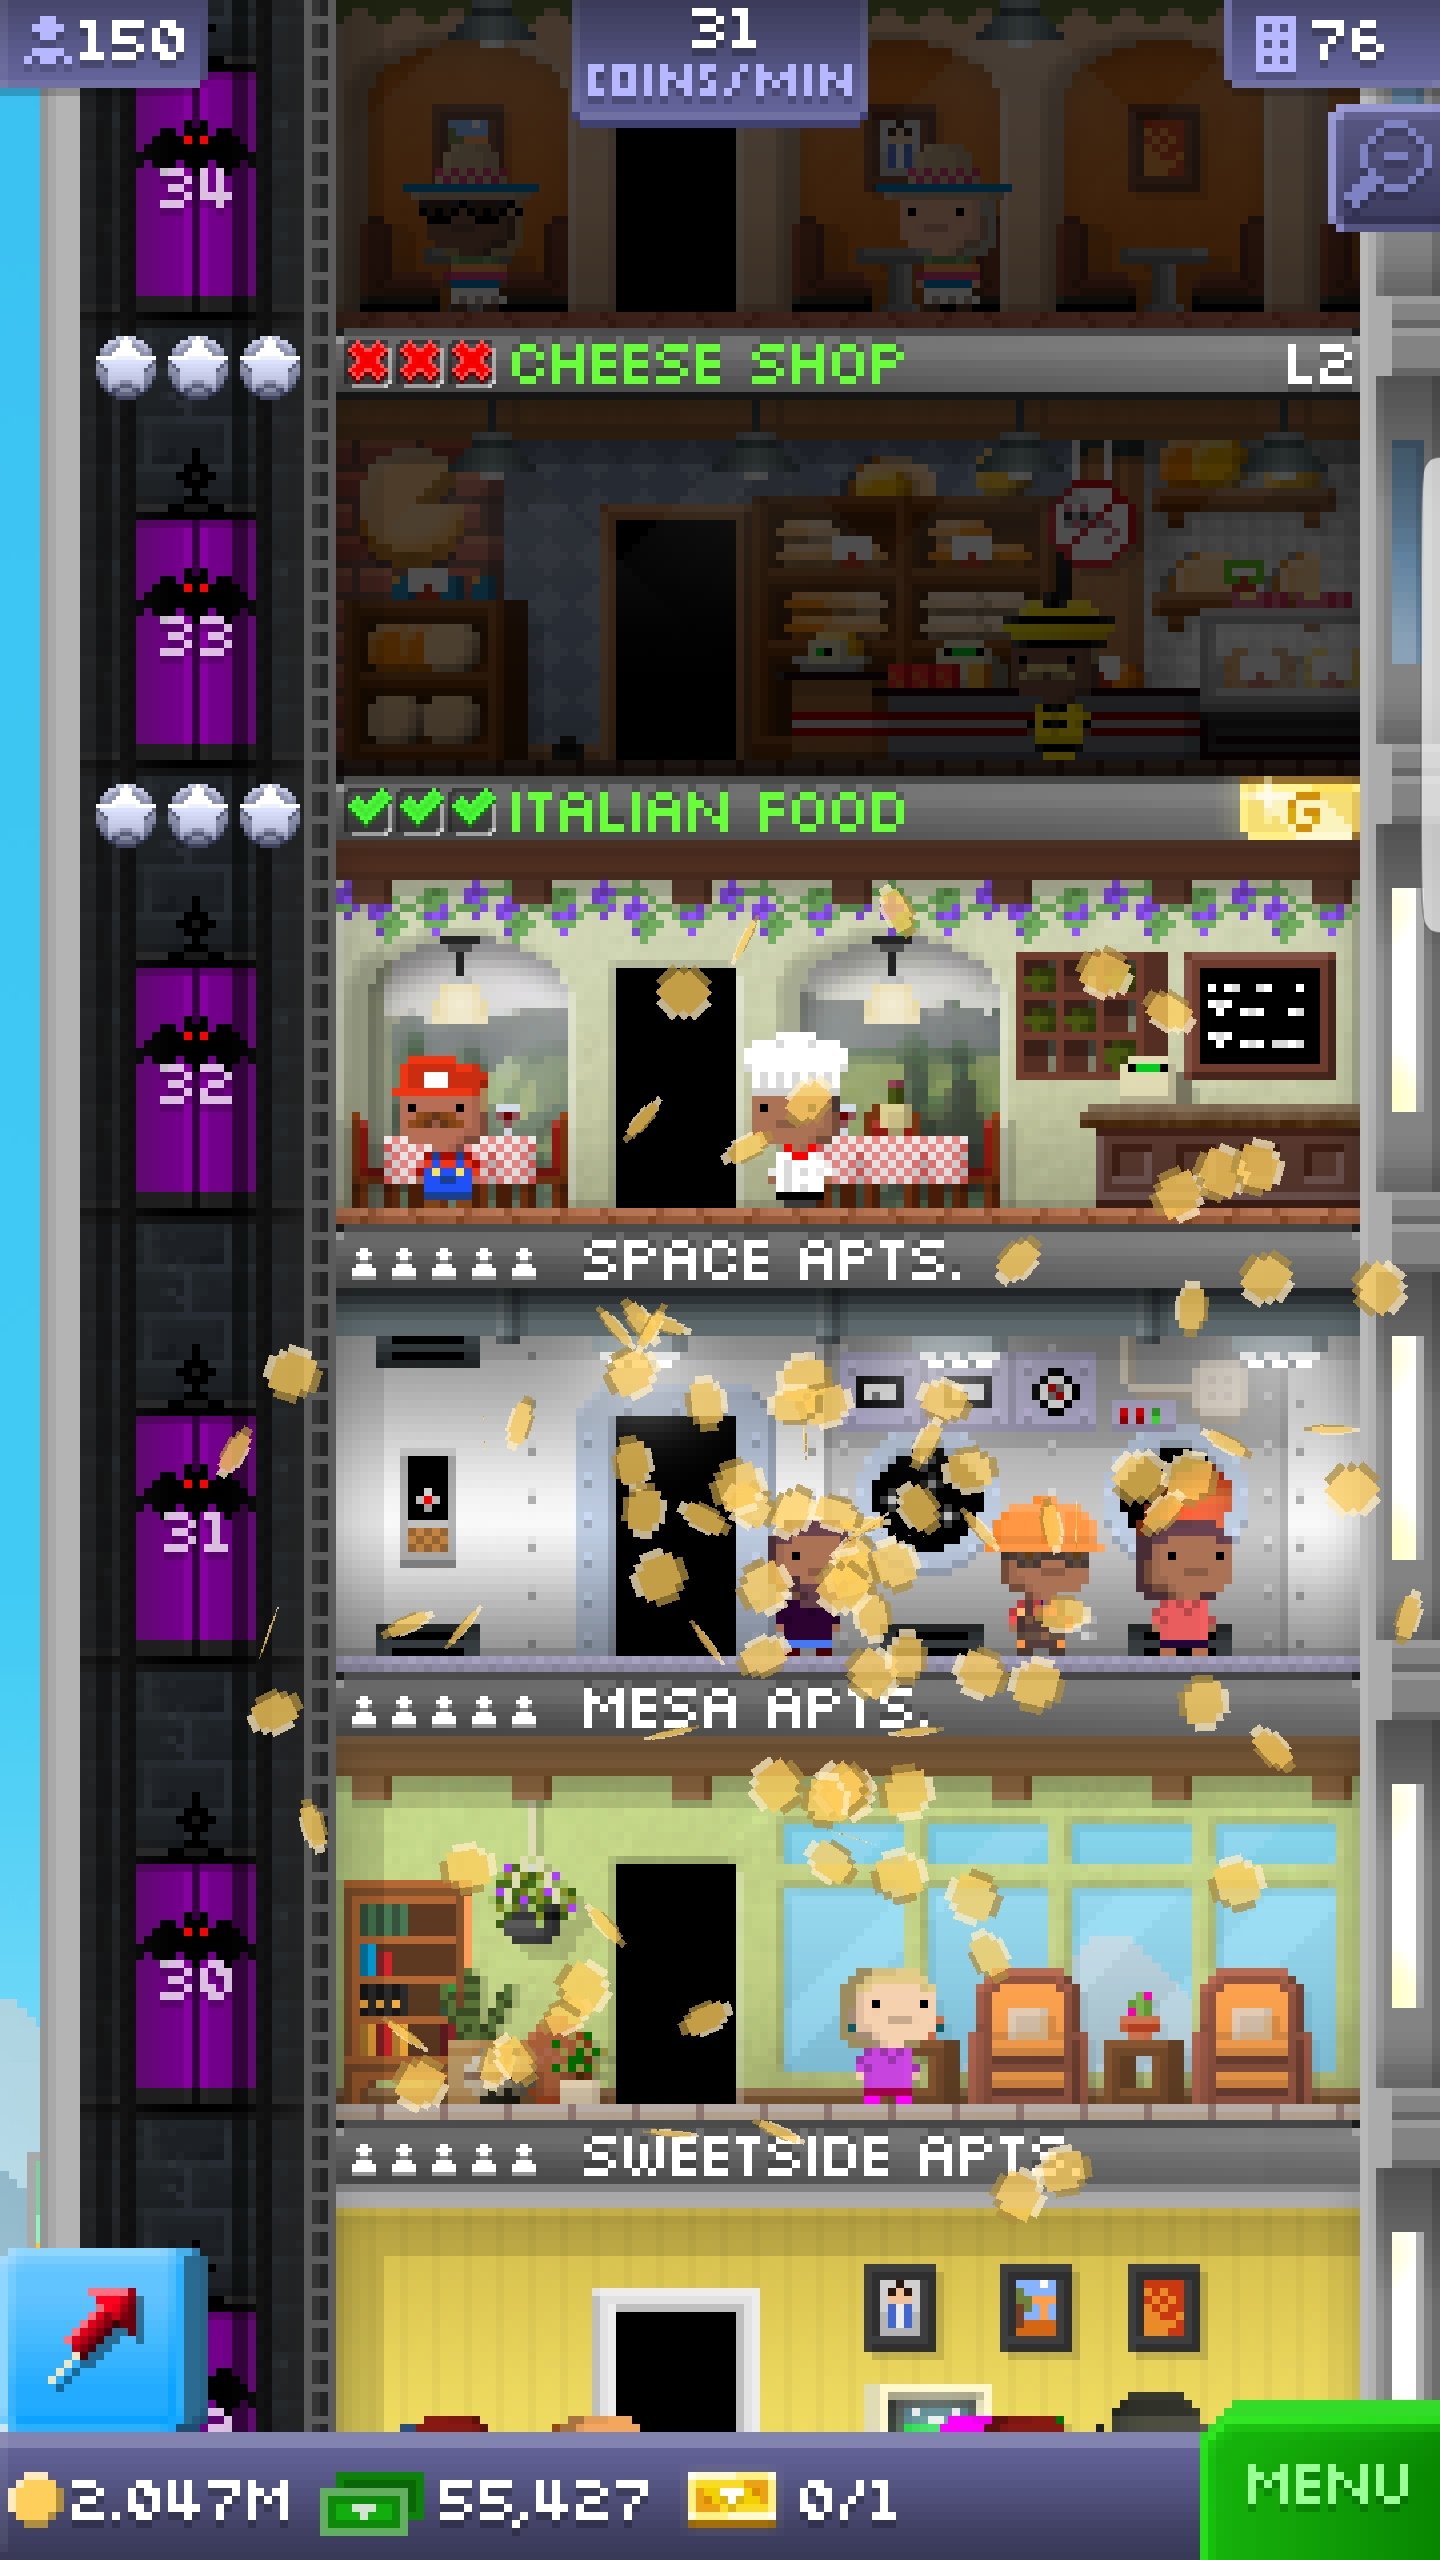 150
31
COINS/MIN
76
34
CHEESE SHOP
L2
33
ITALIAN FOOD
G
32
SPACE APTS.
31
MESA APTS.
30
SWEETSIDE APTS
2.047M
55,427
0/1
MENU